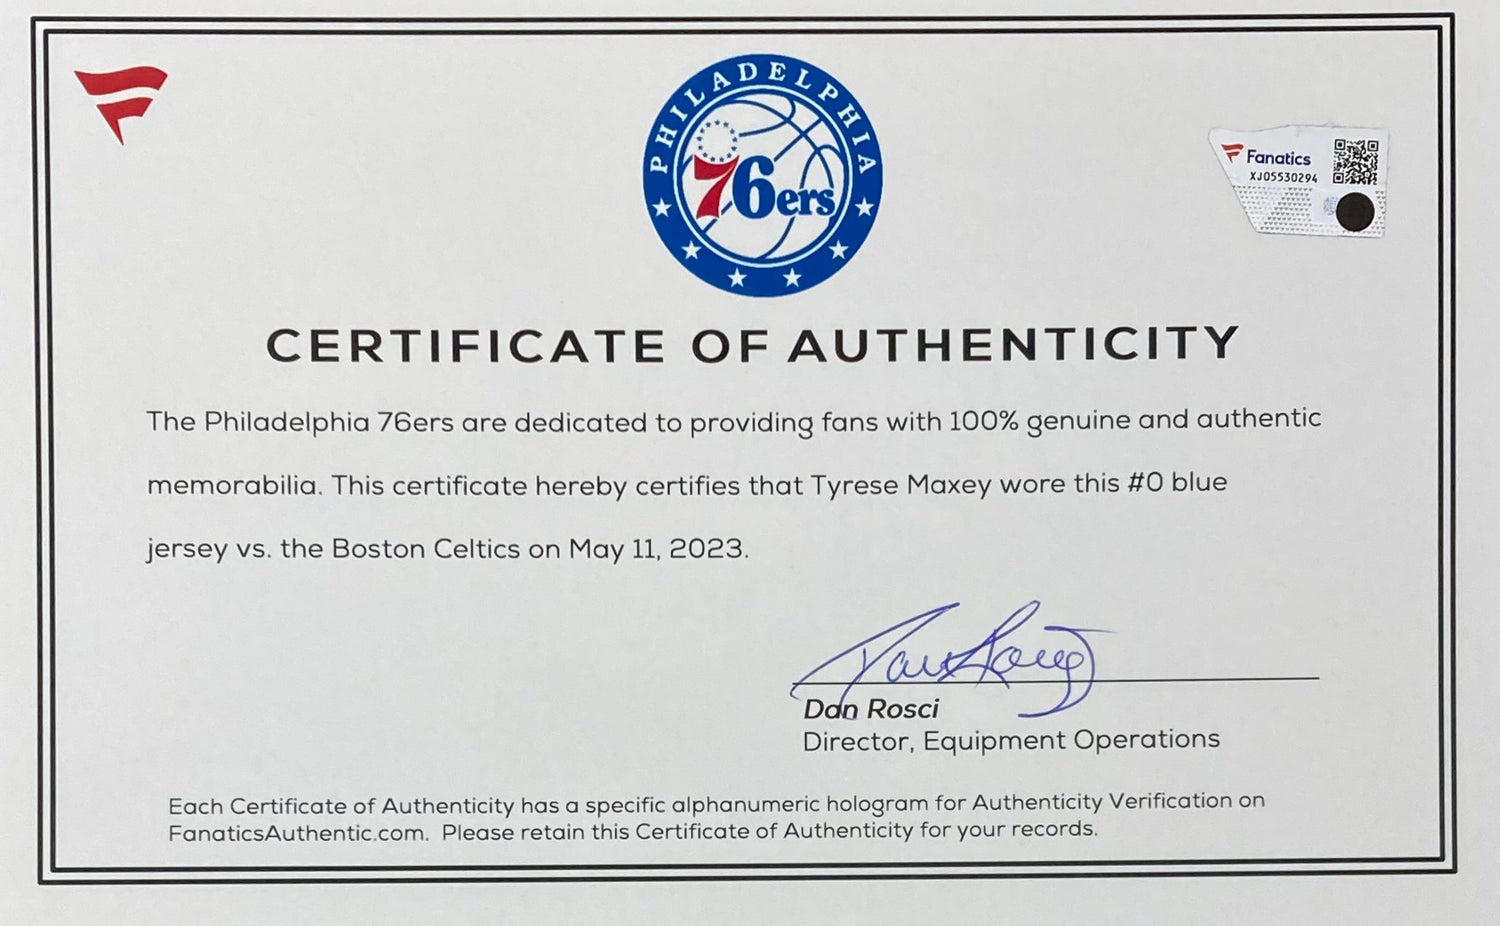 PHILADELPHIA
76ers
Fanatics
XJ05530294
CERTIFICATE OF AUTHENTICITY
The Philadelphia 76ers are dedicated to providing fans with 100% genuine and authentic
memorabilia. This certificate hereby certifies that Tyrese Maxey wore this #0 blue
jersey vs. the Boston Celtics on May 11, 2023.
Dan Rosci
Director, Equipment Operations
Each Certificate of Authenticity has a specific alphanumeric hologram for Authenticity Verification on
FanaticsAuthentic.com. Please retain this Certificate of Authenticity for your records.